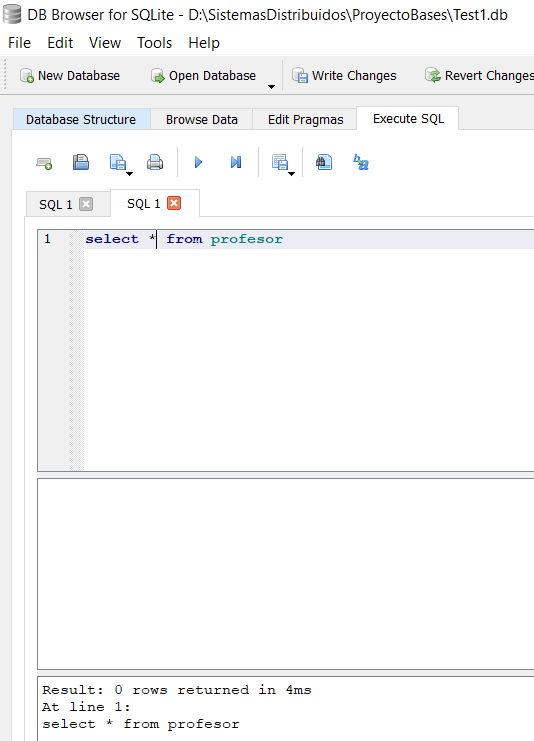 DB Browser for SQLite - D:\SistemasDistribuidos\ProyectoBases\Test1.db
File Edit View Tools Help
New Database Open Database Write Changes Revert Changes
Database Structure Browse Data Edit Pragmas Execute SQL
SQL 1 SQL 1
1 select * from profesor
Result: 0 rows returned in 4ms
At line 1:
select * from profesor